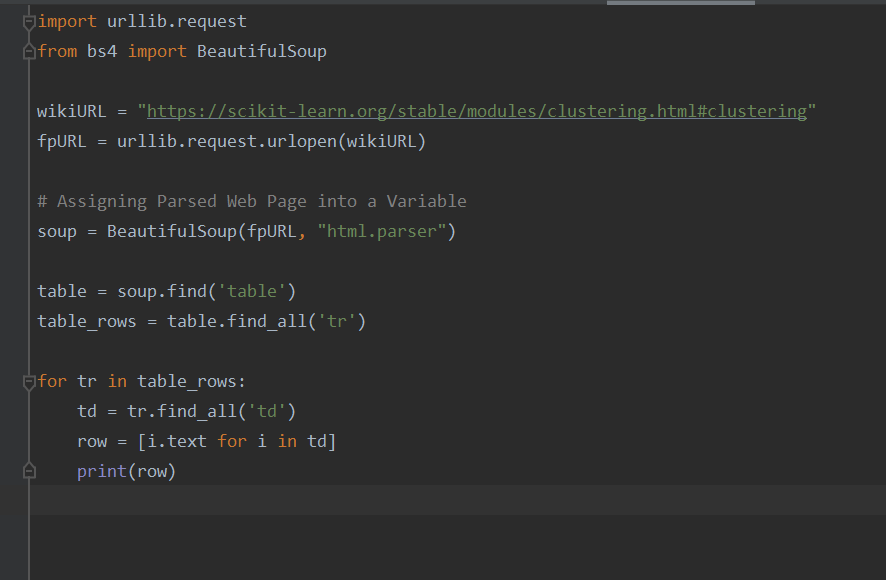 import urllib.request
from bs4 import BeautifulSoup
wikiURL = "https://scikit-learn.org/stable/modules/clustering.html#clustering"
fpURL = urllib.request.urlopen(wikiURL)
# Assigning Parsed Web Page into a Variable
soup = BeautifulSoup(fpURL, "html.parser")
table = soup.find('table')
table_rows = table.find_all('tr')
for tr in table_rows:
    td = tr.find_all('td')
    row = [i.text for i in td]
    print(row)